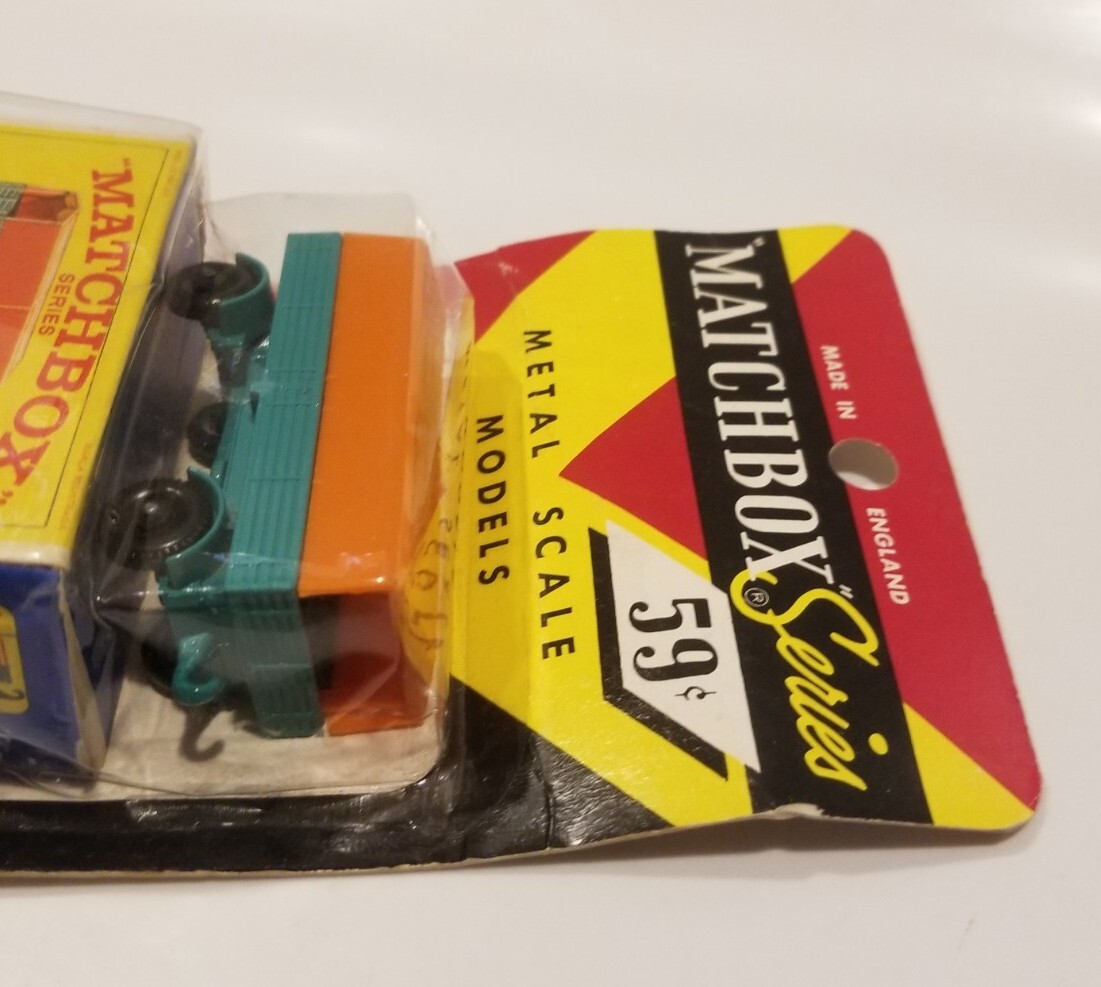 MADE IN ENGLAND
"MATCHBOX" Series
®
59¢
METAL SCALE
MODELS
"MATCHBOX"
SERIES